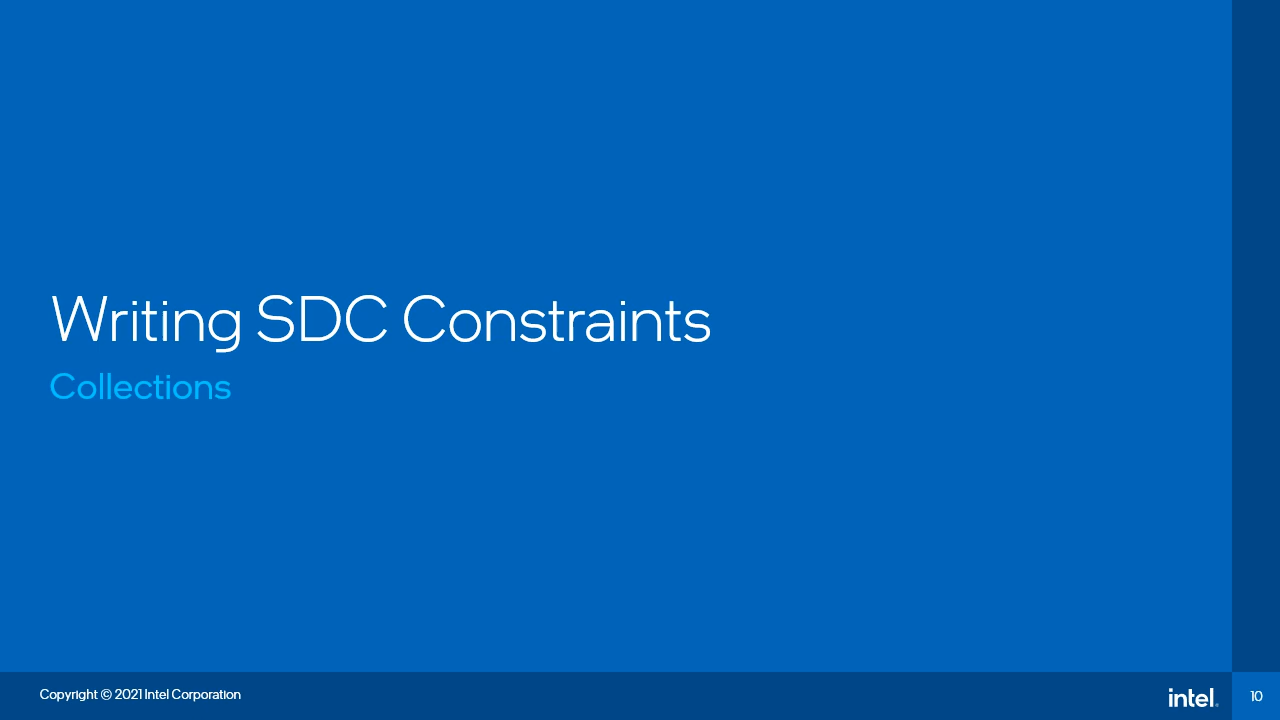 Writing SDC Constraints
Collections
Copyright © 2021 Intel Corporation
intel.
10